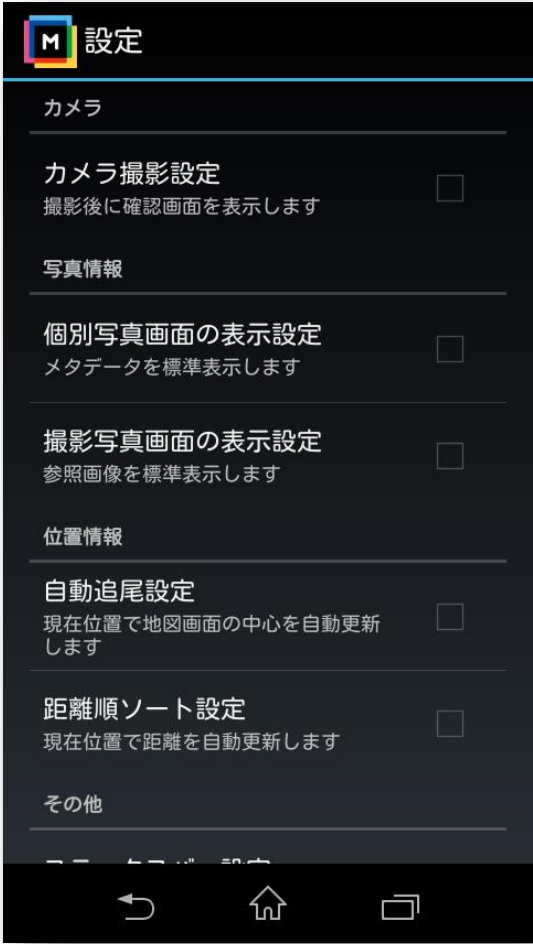 M 設定
カメラ
カメラ撮影設定
撮影後に確認画面を表示します
写真情報
個別写真画面の表示設定
メタデータを標準表示します
撮影写真画面の表示設定
参照画像を標準表示します
位置情報
自動追尾設定
現在位置で地図画面の中心を自動更新
します
距離順ソート設定
現在位置で距離を自動更新します
その他